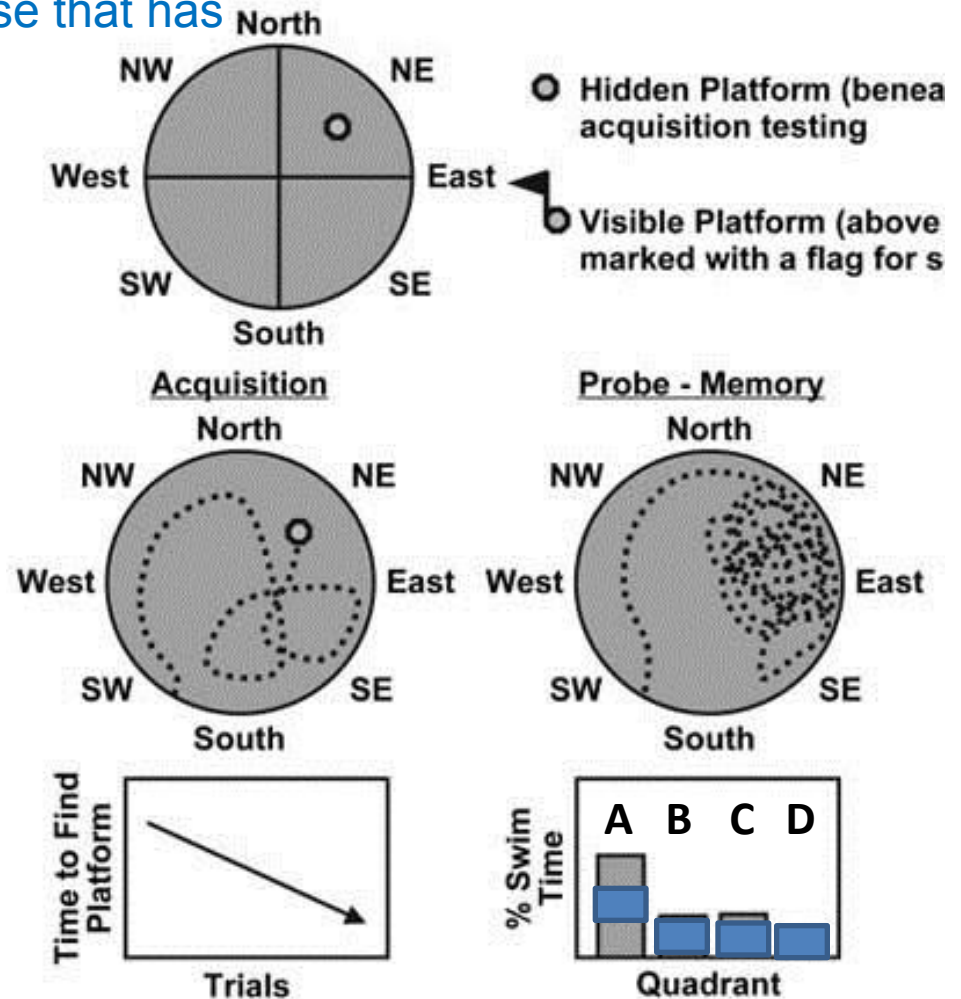 se that has
North
NW
NE
West
East
SW
SE
South
Hidden Platform (benea
acquisition testing
Visible Platform (above
marked with a flag for s
Acquisition
North
NW
NE
West
East
SW
SE
South
Time to Find
Platform
Trials
Probe - Memory
North
NW
NE
West
East
SW
SE
South
% Swim
Time
A B C D
Quadrant